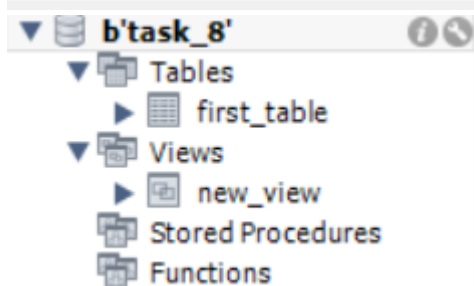 b'task_8'
Tables
first_table
Views
new_view
Stored Procedures
Functions